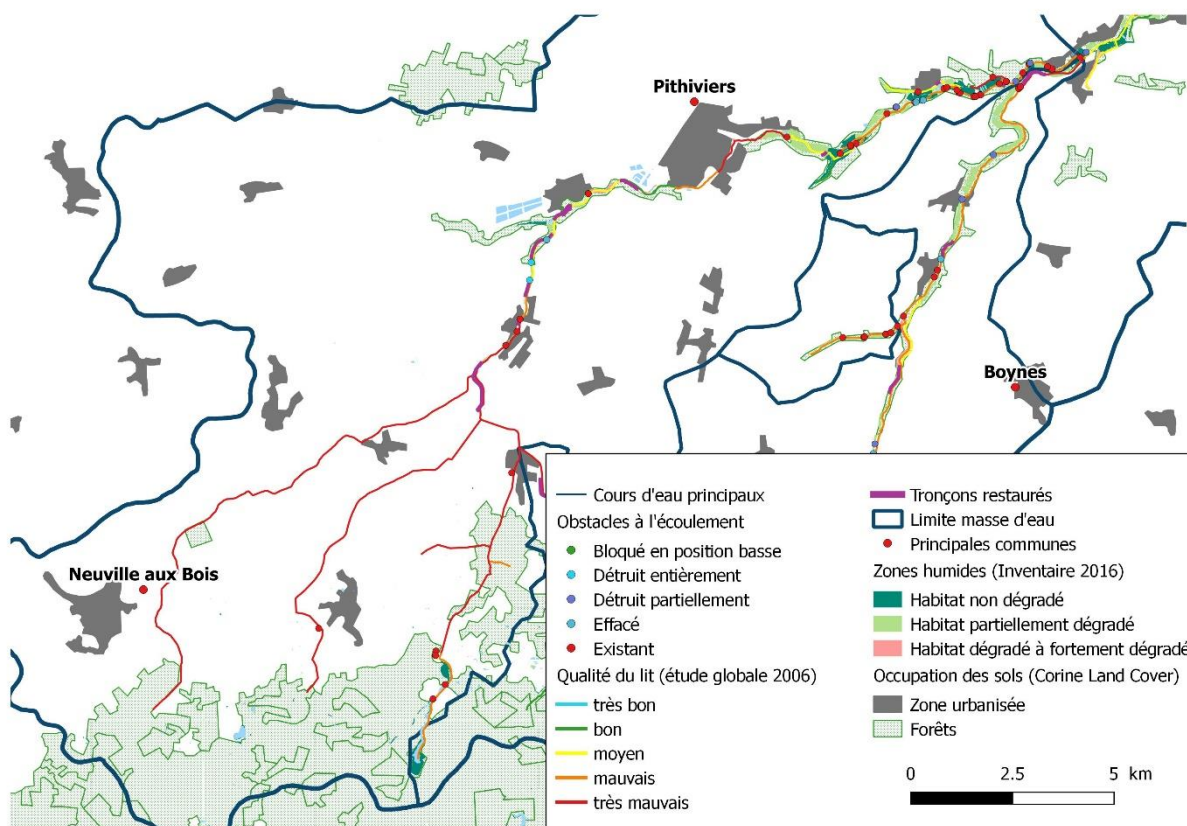 Pithiviers
Boynes
Neuville aux Bois
Cours d'eau principaux
Obstacles à l'écoulement
Bloqué en position basse
Détruit entièrement
Détruit partiellement
Effacé
Existant
Qualité du lit (étude globale 2006)
très bon
bon
moyen
mauvais
très mauvais
Tronçons restaurés
Limite masse d'eau
Principales communes
Zones humides (Inventaire 2016)
Habitat non dégradé
Habitat partiellement dégradé
Habitat dégradé à fortement dégradé
Occupation des sols (Corine Land Cover)
Zone urbanisée
Forêts
0 2.5 5 km